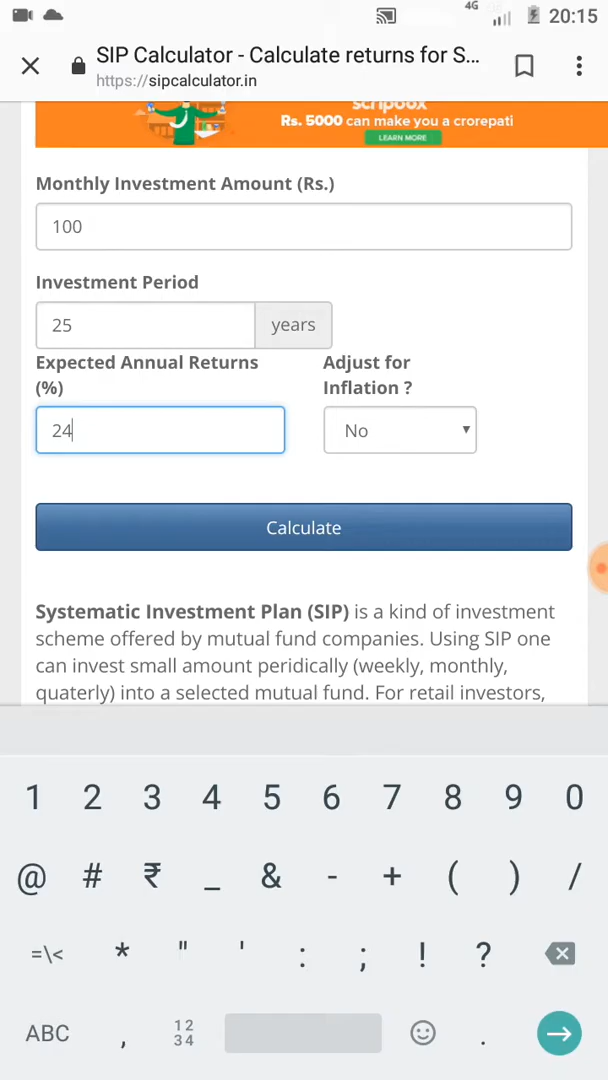 4G 20:15
SIP Calculator - Calculate returns for S...
https://sipcalculator.in
scripbox
Rs. 5000 can make you a crorepati
LEARN MORE
Monthly Investment Amount (Rs.)
100
Investment Period
25 years
Expected Annual Returns (%)
Adjust for Inflation ?
24 No
Calculate
Systematic Investment Plan (SIP) is a kind of investment
scheme offered by mutual fund companies. Using SIP one
can invest small amount peridically (weekly, monthly,
quaterly) into a selected mutual fund. For retail investors,
1 2 3 4 5 6 7 8 9 0
@ # ₹ _ & - + ( ) /
=\< * " ' : ; ! ?
ABC , 12 34 .